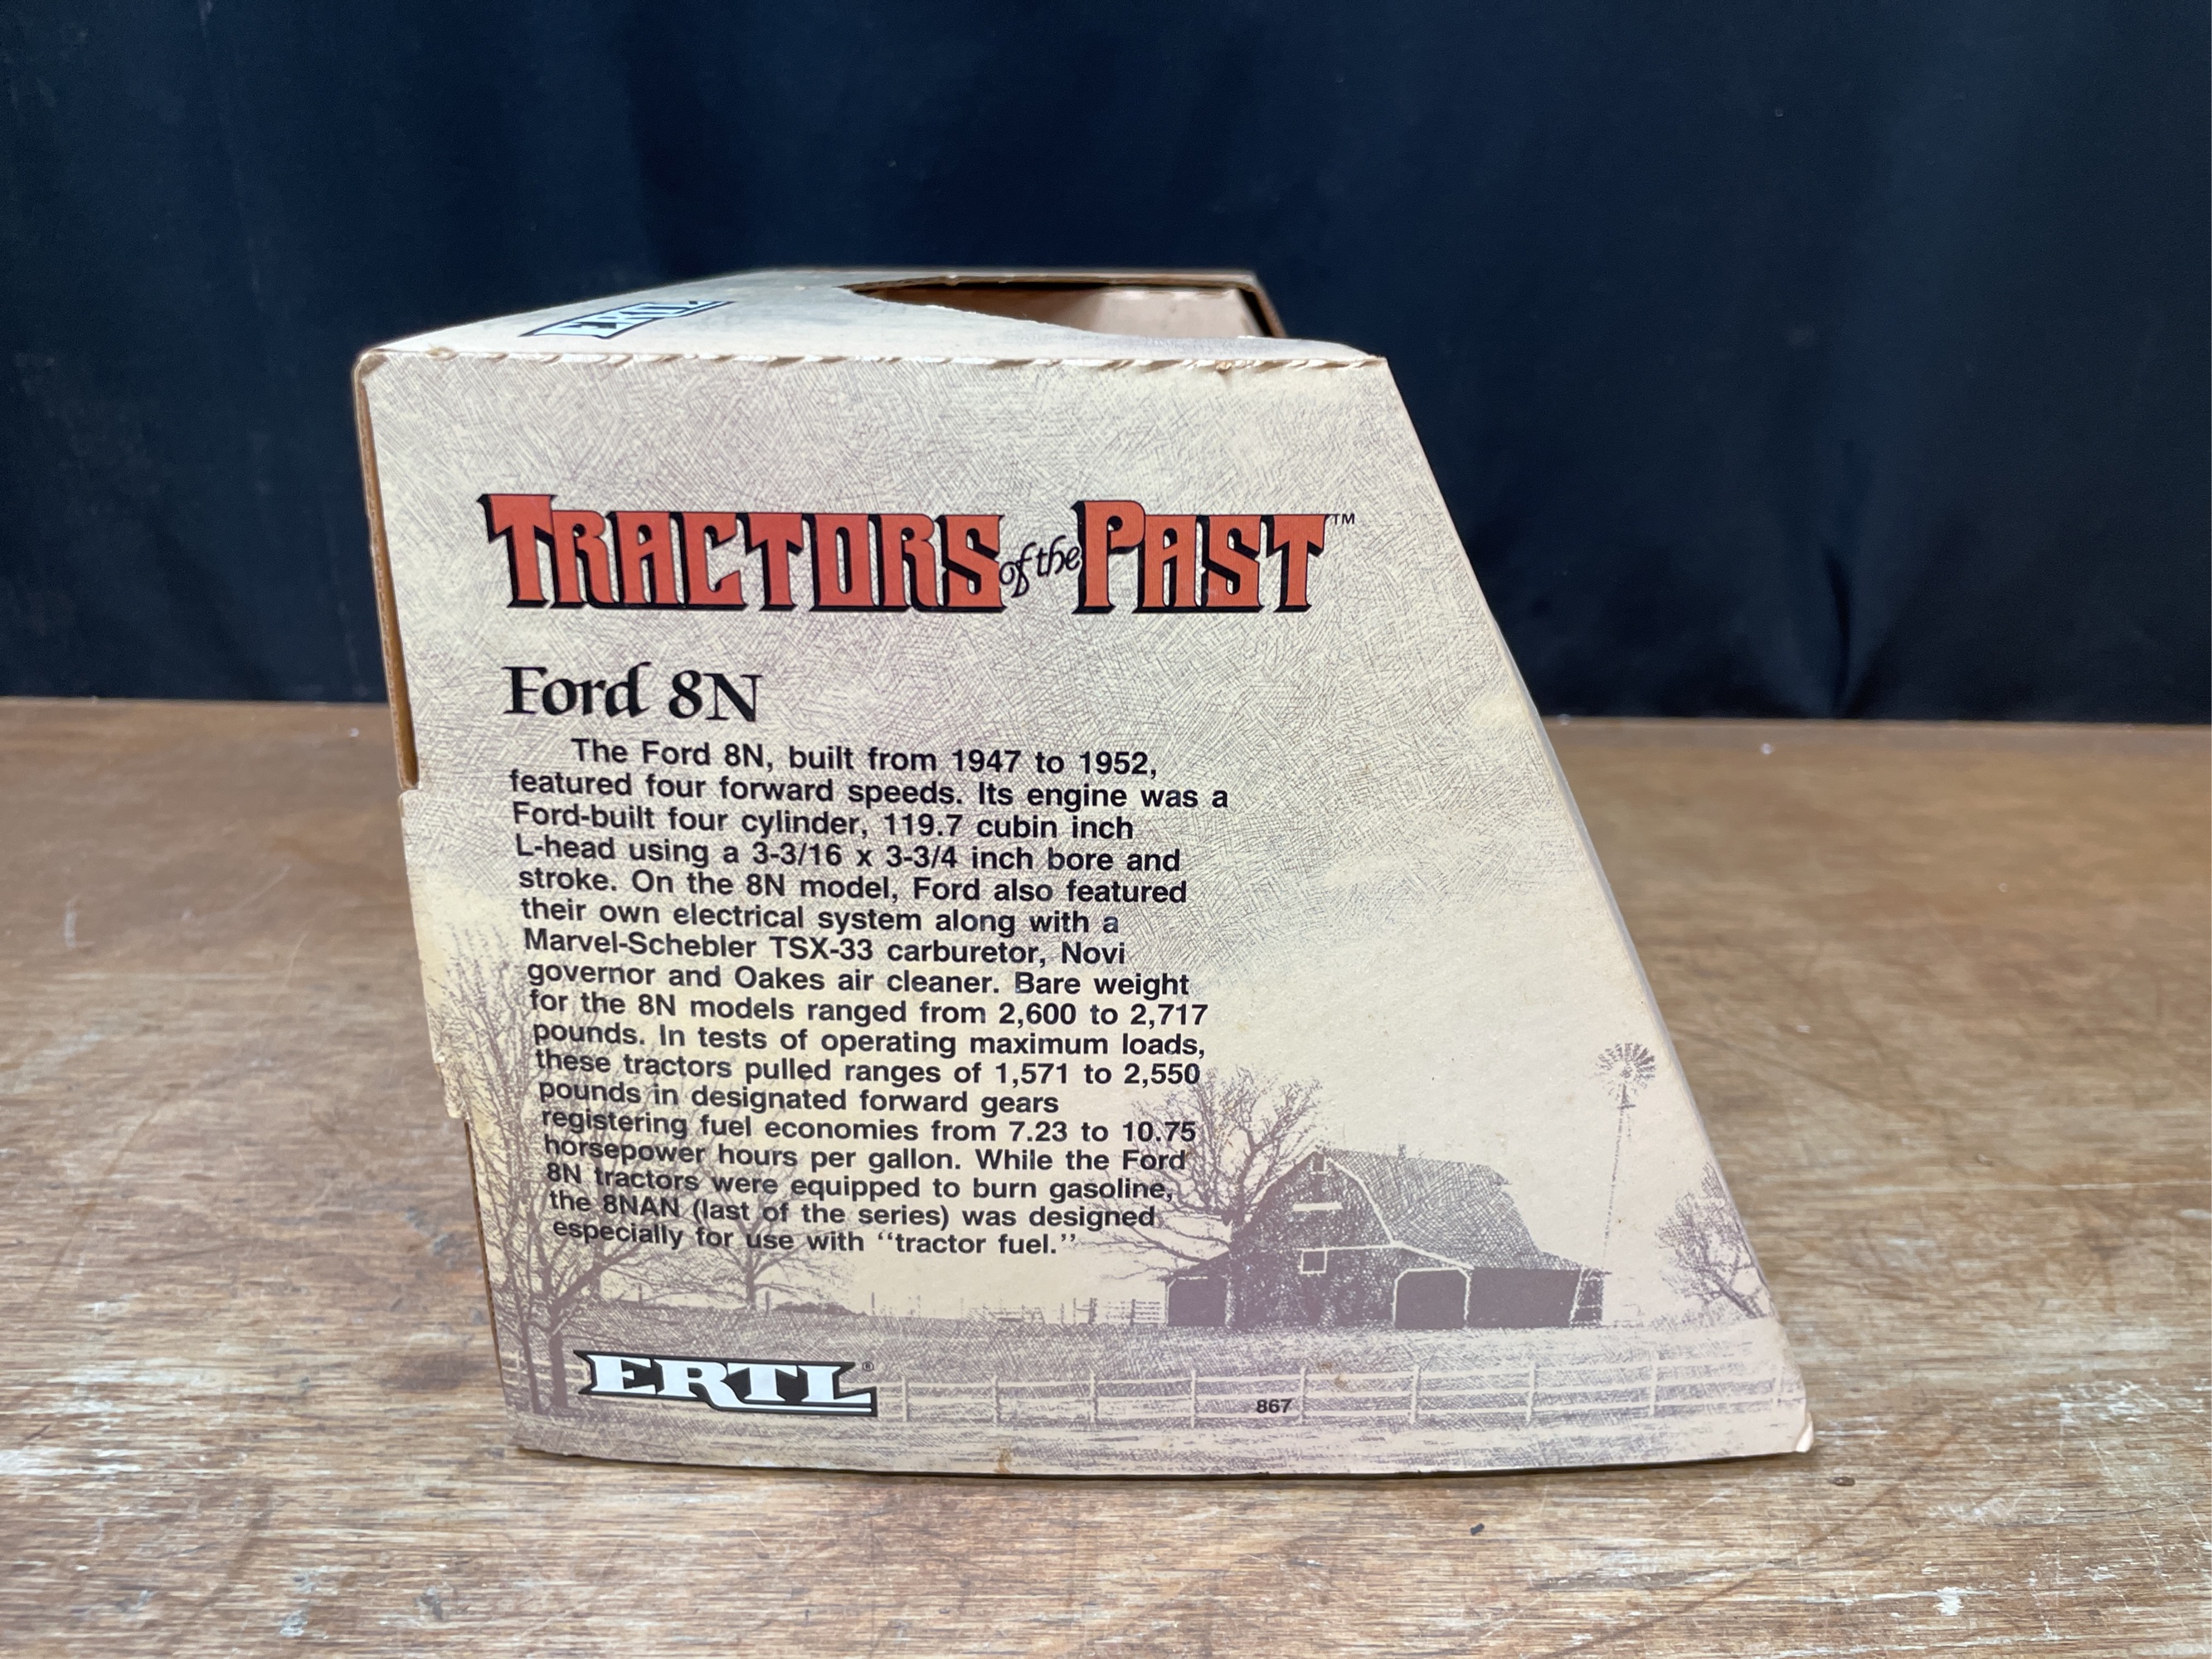 ERTL
TRACTORS of the PAST™
Ford 8N
The Ford 8N, built from 1947 to 1952,
featured four forward speeds. Its engine was a
Ford-built four cylinder, 119.7 cubin inch
L-head using a 3-3/16 x 3-3/4 inch bore and
stroke. On the 8N model, Ford also featured
their own electrical system along with a
Marvel-Schebler TSX-33 carburetor, Novi
governor and Oakes air cleaner. Bare weight
for the 8N models ranged from 2,600 to 2,717
pounds. In tests of operating maximum loads,
these tractors pulled ranges of 1,571 to 2,550
pounds in designated forward gears
registering fuel economies from 7.23 to 10.75
horsepower hours per gallon. While the Ford
8N tractors were equipped to burn gasoline,
the 8NAN (last of the series) was designed
especially for use with ‘‘tractor fuel.’’
ERTL®
867